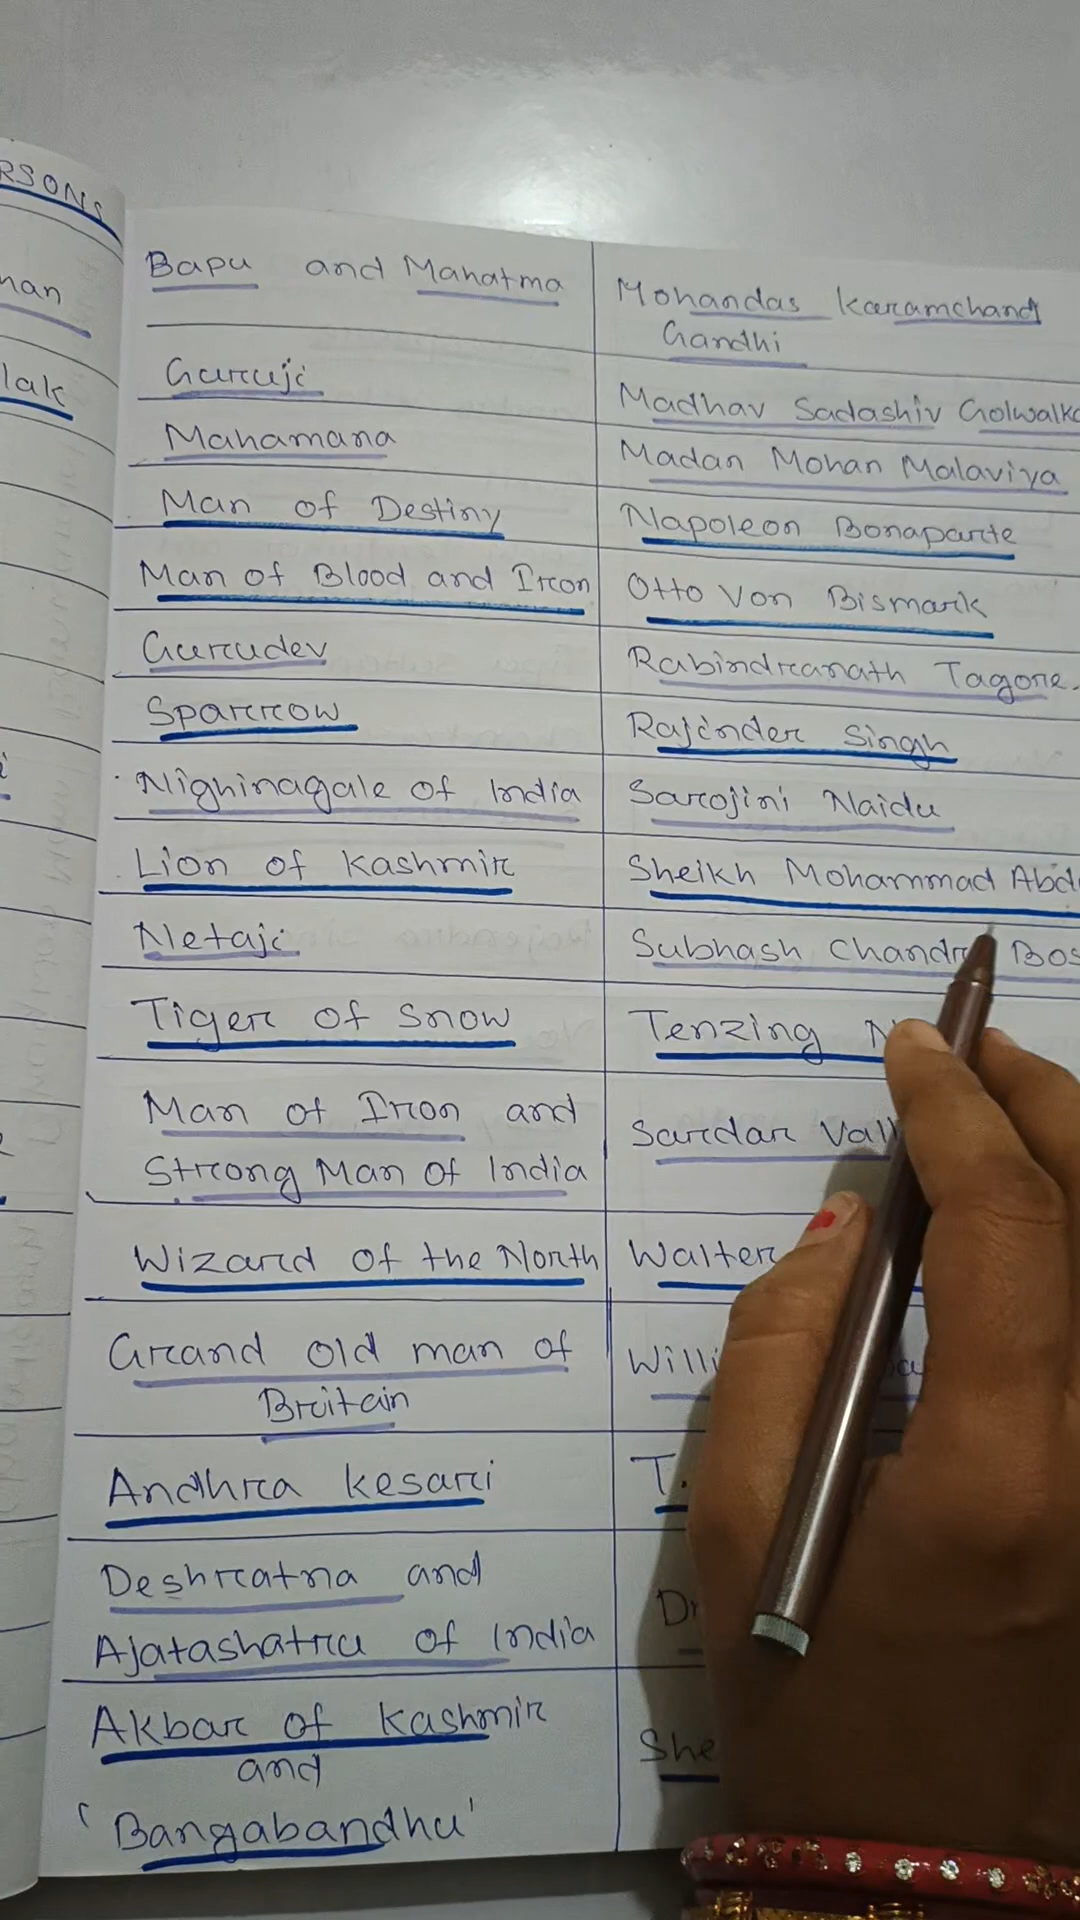 RSONS
man
lak
Bapu and Mahatma
Mohandas Karamchand
Gandhi
Guruji
Madhav Sadashiv Golwalka
Mahamana
Madan Mohan Malaviya
Man of Destiny
Napoleon Bonaparte
Man of Blood and Iron
Otto Von Bismark
Gurudev
Rabindranath Tagore.
Sparrow
Rajinder Singh
Nighinagale of India
Sarojini Naidu
Lion of Kashmir
Sheikh Mohammad Abd
Netaji
Subhash Chandr Bos
Tiger of Snow
Tenzing N
Man of Iron and
Strong Man of India
Sardar Vall
Wizard of the North
Walter
Grand Old man of
Britain
Willi
Andhra Kesari
T.
Deshratna and
Ajatashatru of India
Dr
Akbar of Kashmir
and
'Bangabandhu'
She